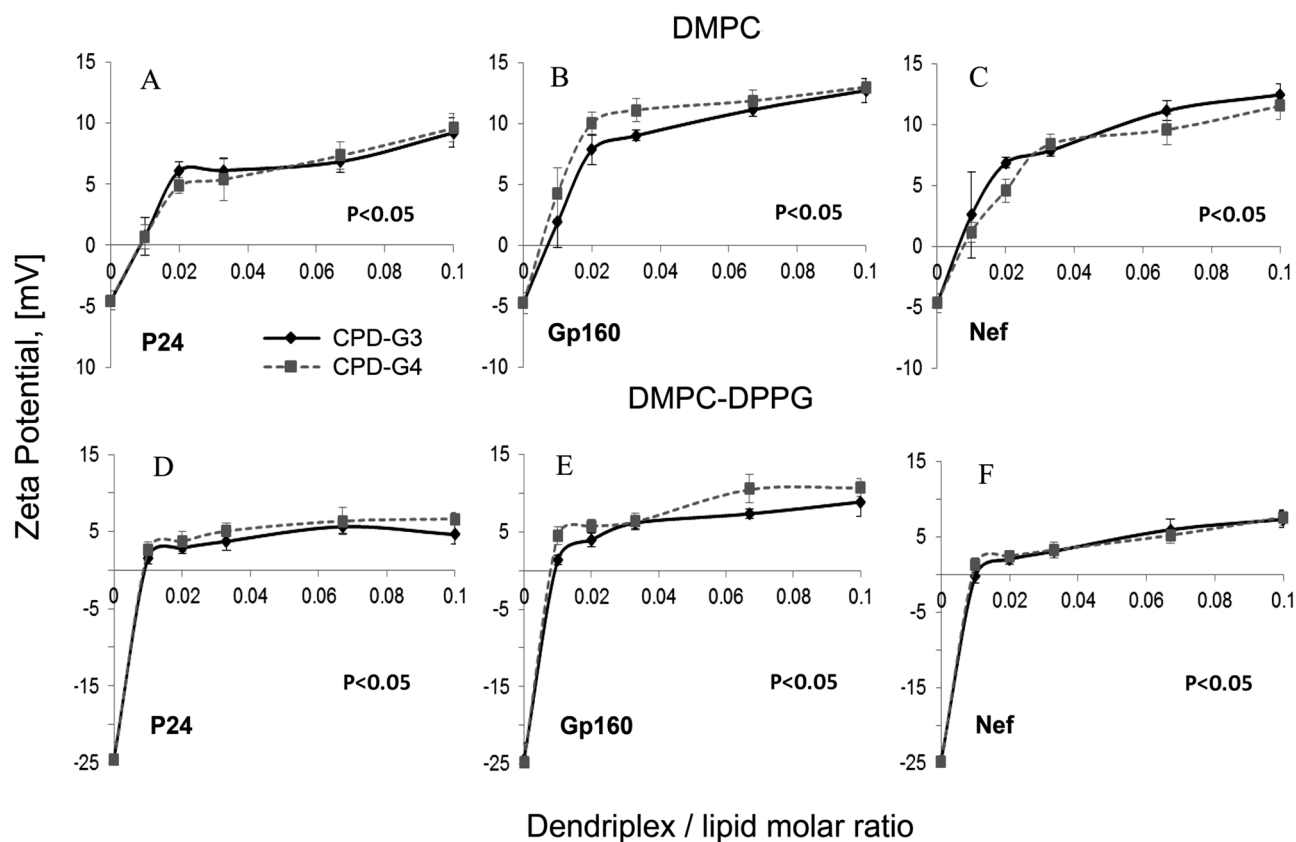 DMPC
A
B
C
15
10
5
0
-5
10
0
0.02
0.04
0.06
0.08
0.1
P<0.05
P24
CPD-G3
CPD-G4
15
10
5
0
-5
-10
0
0.02
0.04
0.06
0.08
0.1
P<0.05
Gp160
15
10
5
0
-5
-10
0
0.02
0.04
0.06
0.08
0.1
P<0.05
Nef
Zeta Potential, [mV]
DMPC-DPPG
D
E
F
15
5
-5
-15
-25
0
0.02
0.04
0.06
0.08
0.1
P<0.05
P24
15
5
-5
-15
-25
0
0.02
0.04
0.06
0.08
0.1
P<0.05
Gp160
15
5
-5
-15
-25
0
0.02
0.04
0.06
0.08
0.1
P<0.05
Nef
Dendriplex / lipid molar ratio